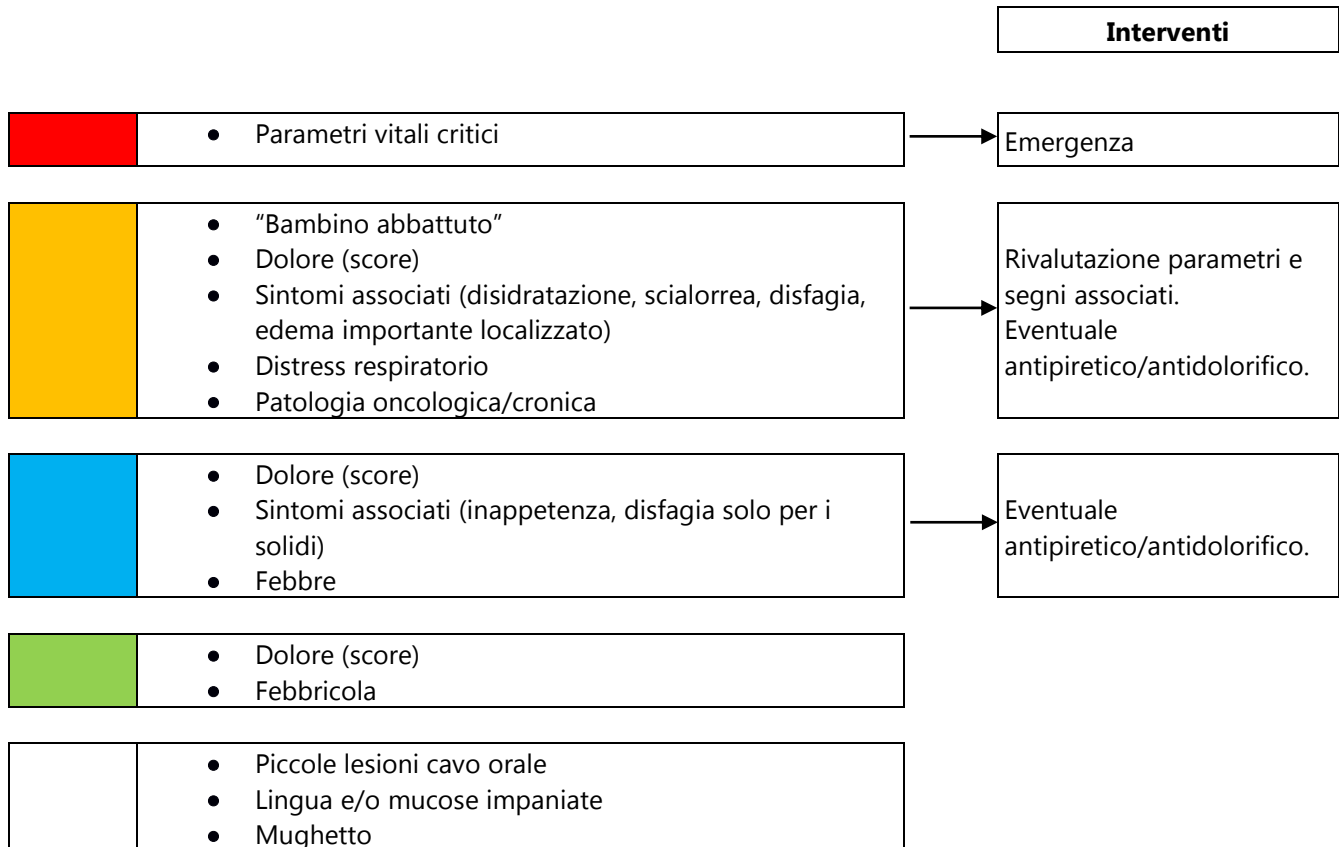 Interventi
● Parametri vitali critici
Emergenza
● “Bambino abbattuto”
● Dolore (score)
● Sintomi associati (disidratazione, scialorrea, disfagia,
edema importante localizzato)
● Distress respiratorio
● Patologia oncologica/cronica
Rivalutazione parametri e
segni associati.
Eventuale
antipiretico/antidolorifico.
● Dolore (score)
● Sintomi associati (inappetenza, disfagia solo per i
solidi)
● Febbre
Eventuale
antipiretico/antidolorifico.
● Dolore (score)
● Febbricola
● Piccole lesioni cavo orale
● Lingua e/o mucose impaniate
● Mughetto